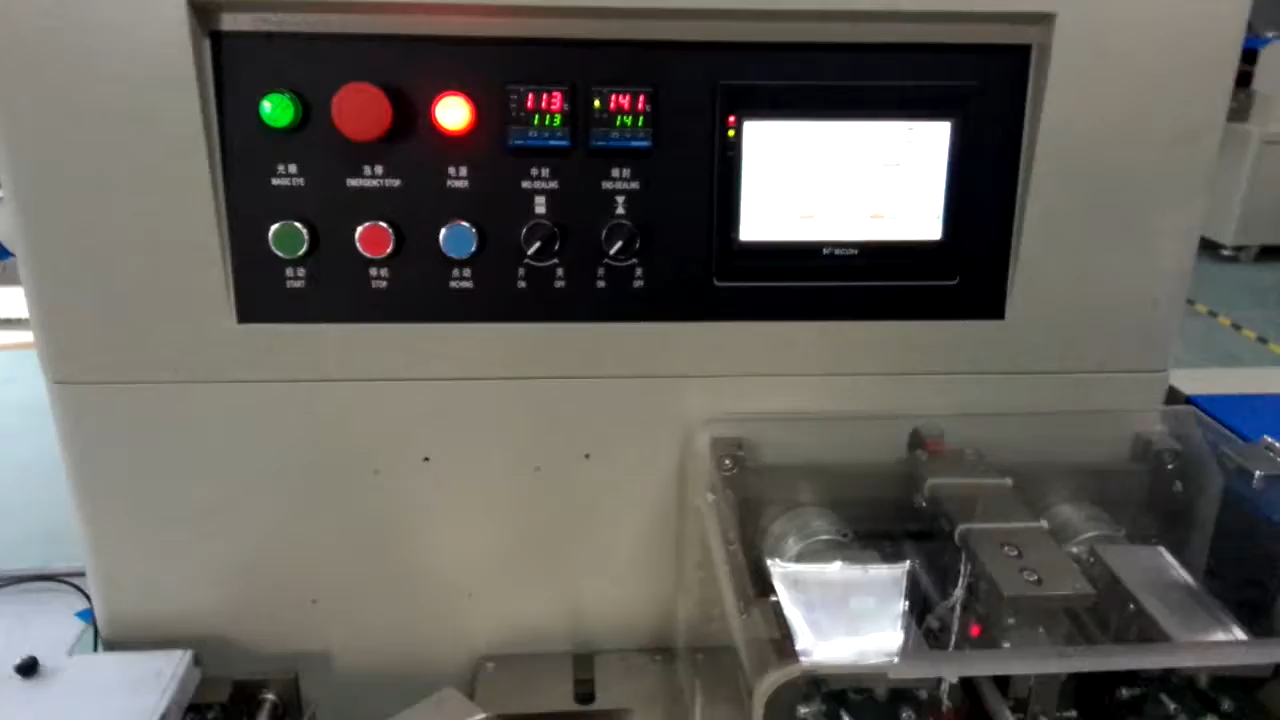 113
113
141
141
光眼
MAGIC EYE
急停
EMERGENCY STOP
电源
POWER
中封
MID-SEALING
端封
END-SEALING
启动
START
停机
STOP
点动
INCHING
开
ON
关
OFF
开
ON
关
OFF